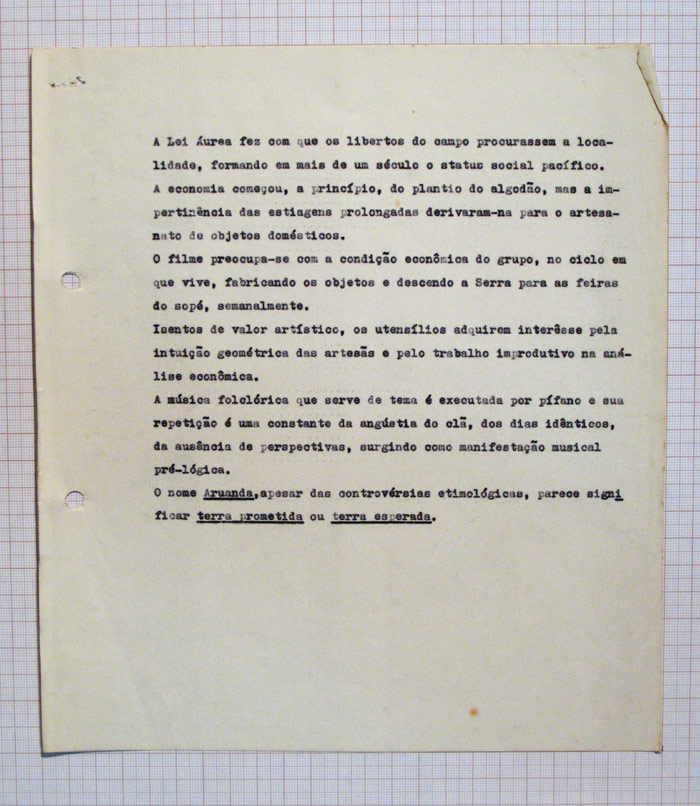 A Lei Áurea fez com que os libertos do campo procurassem a loca-
lidade, formando em mais de um século o status social pacífico.
A economia começou, a princípio, do plantio do algodão, mas a im-
pertinência das estiagens prolongadas derivaram-na para o artesa-
nato de objetos domésticos.
O filme preocupa-se com a condição econômica do grupo, no ciclo em
que vive, fabricando os objetos e descendo a Serra para as feiras
do sopé, semanalmente.
Isentos de valor artístico, os utensílios adquirem interêsse pela
intuição geométrica das artesãs e pelo trabalho improdutivo na aná-
lise econômica.
A música folclórica que serve de tema é executada por pífano e sua
repetição é uma constante da angústia do clã, dos dias idênticos,
da ausência de perspectivas, surgindo como manifestação musical
pré-lógica.
O nome Aruanda,apesar das controvérsias etimológicas, parece signi
ficar terra prometida ou terra esperada.